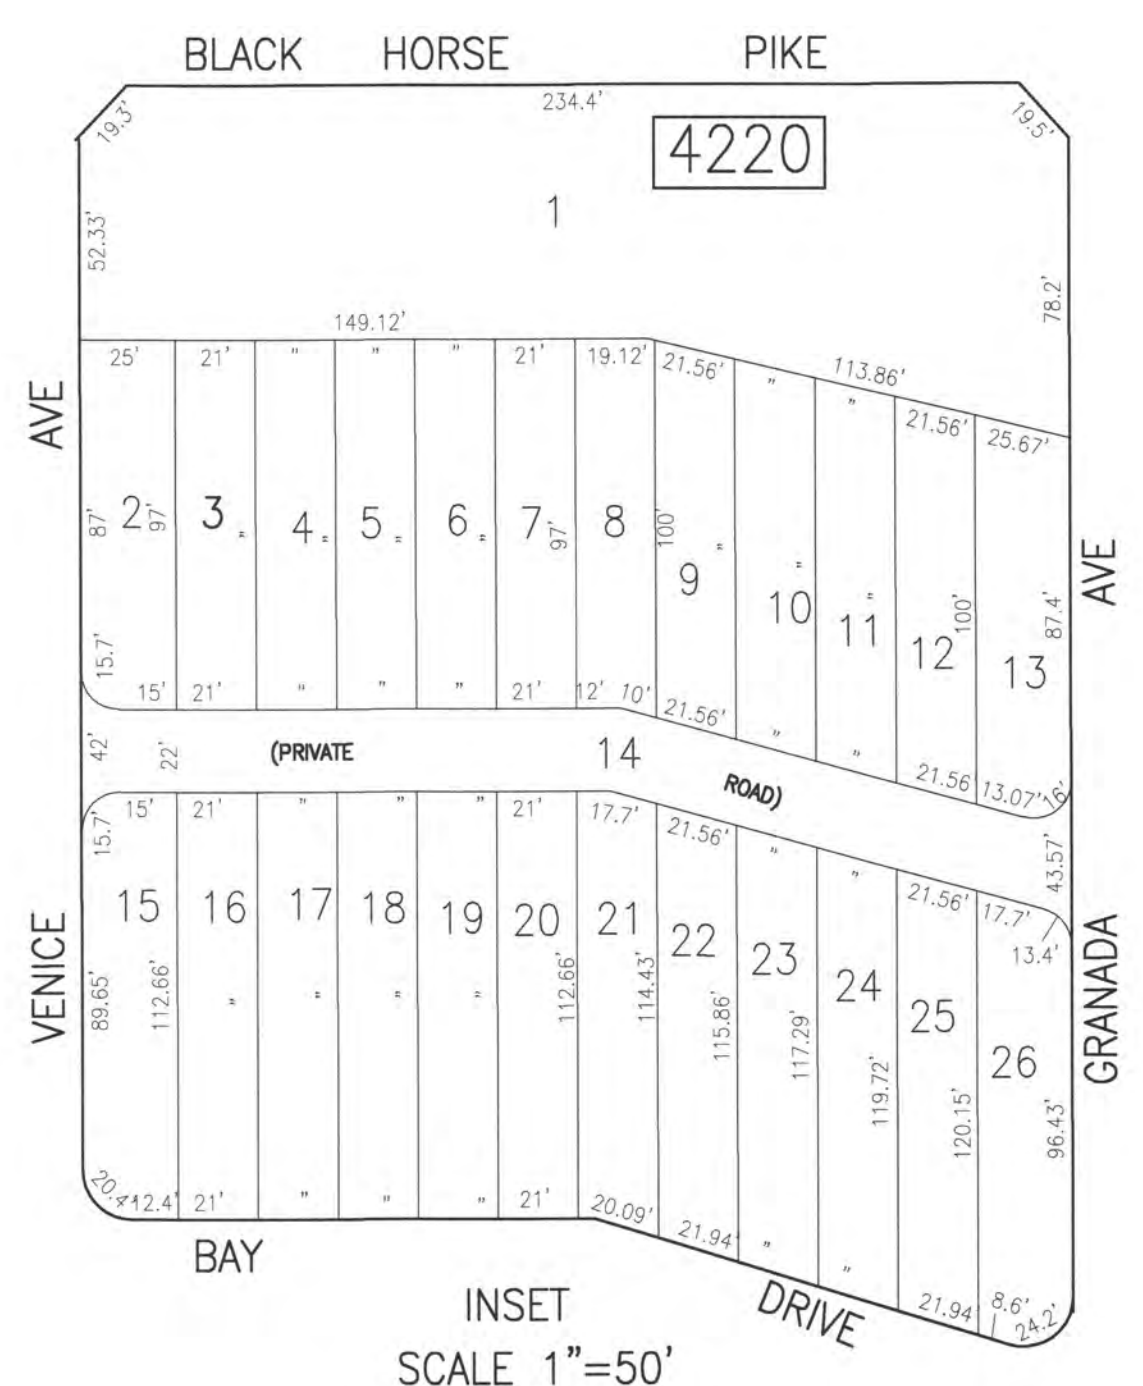 BLACK HORSE PIKE
234.4'
19.3'
19.5'
4220
1
52.33'
78.2'
149.12'
113.86'
25' 21' " " " 21' 19.12' 21.56' " " 21.56' 25.67'
AVE
AVE
87' 2 97' 3 " 4 " 5 " 6 " 7 97' 8 100' 9 " 10 " 11 " 12 100' 13 87.4'
15.7'
15' 21' " " " 21' 12' 10' 21.56' " " 21.56 13.07' 16'
42' 22' (PRIVATE 14 ROAD) 43.57'
15.7' 15' 21' " " " 21' 17.7' 21.56' " " 21.56' 17.7' 13.4'
VENICE
GRANADA
15 16 17 18 19 20 21 22 23 24 25 26
89.65' 112.66' " " " " 112.66' 114.43' 115.86' 117.29' 119.72' 120.15' 96.43'
12.4' 21' " " " 21' 20.09' 21.94' " " 21.94' 8.6' 24.2'
BAY DRIVE
INSET
SCALE 1"=50'